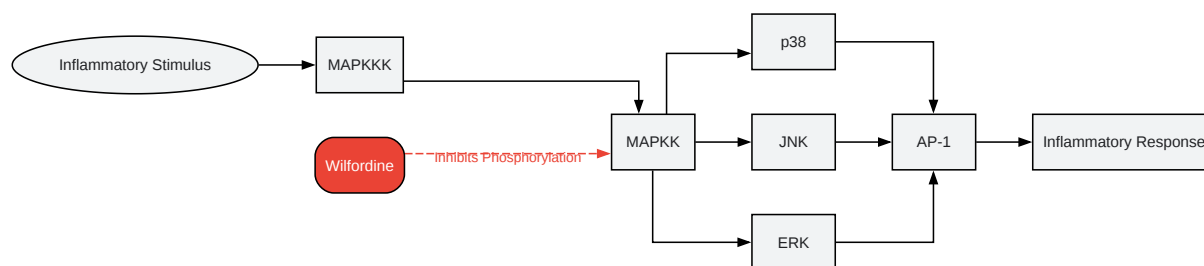 Inflammatory Stimulus
MAPKKK
Wilfordine
Inhibits Phosphorylation
MAPKK
p38
JNK
ERK
AP-1
Inflammatory Response